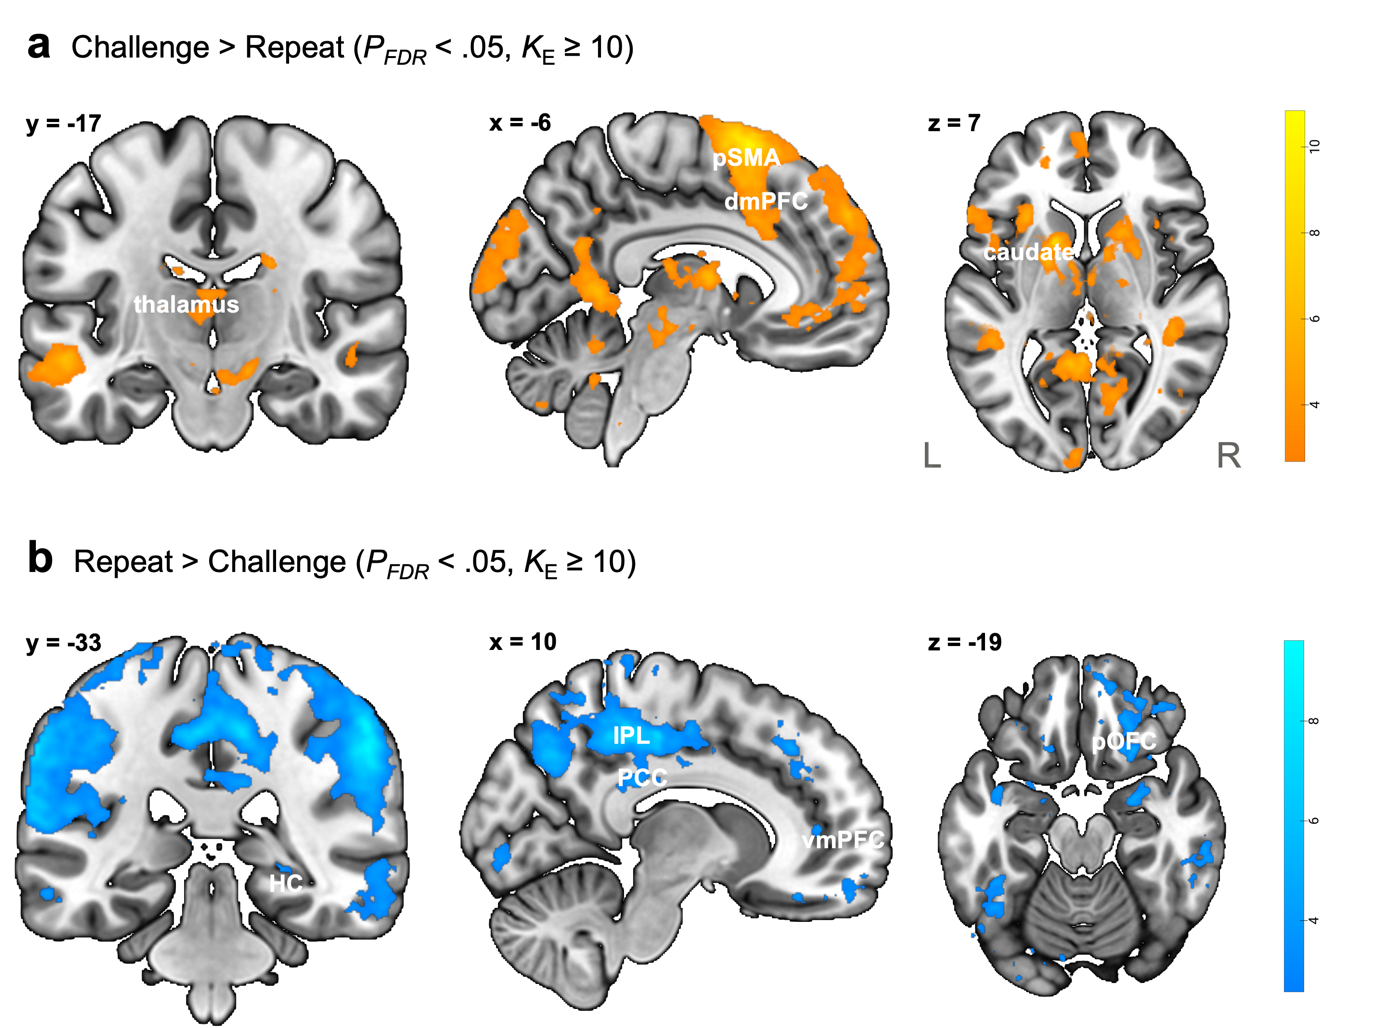 a Challenge > Repeat (PFDR < .05, KE ≥ 10)
y = -17
x = -6
z = 7
pSMA
dmPFC
caudate
thalamus
L
R
10
8
6
4
b Repeat > Challenge (PFDR < .05, KE ≥ 10)
y = -33
x = 10
z = -19
IPL
PCC
pOFC
vmPFC
HC
8
6
4